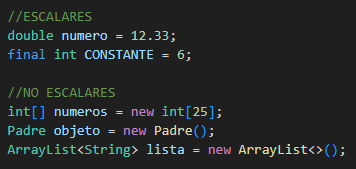 //ESCALARES
double numero = 12.33;
final int CONSTANTE = 6;
//NO ESCALARES
int[] numeros = new int[25];
Padre objeto = new Padre();
ArrayList<String> lista = new ArrayList<>();